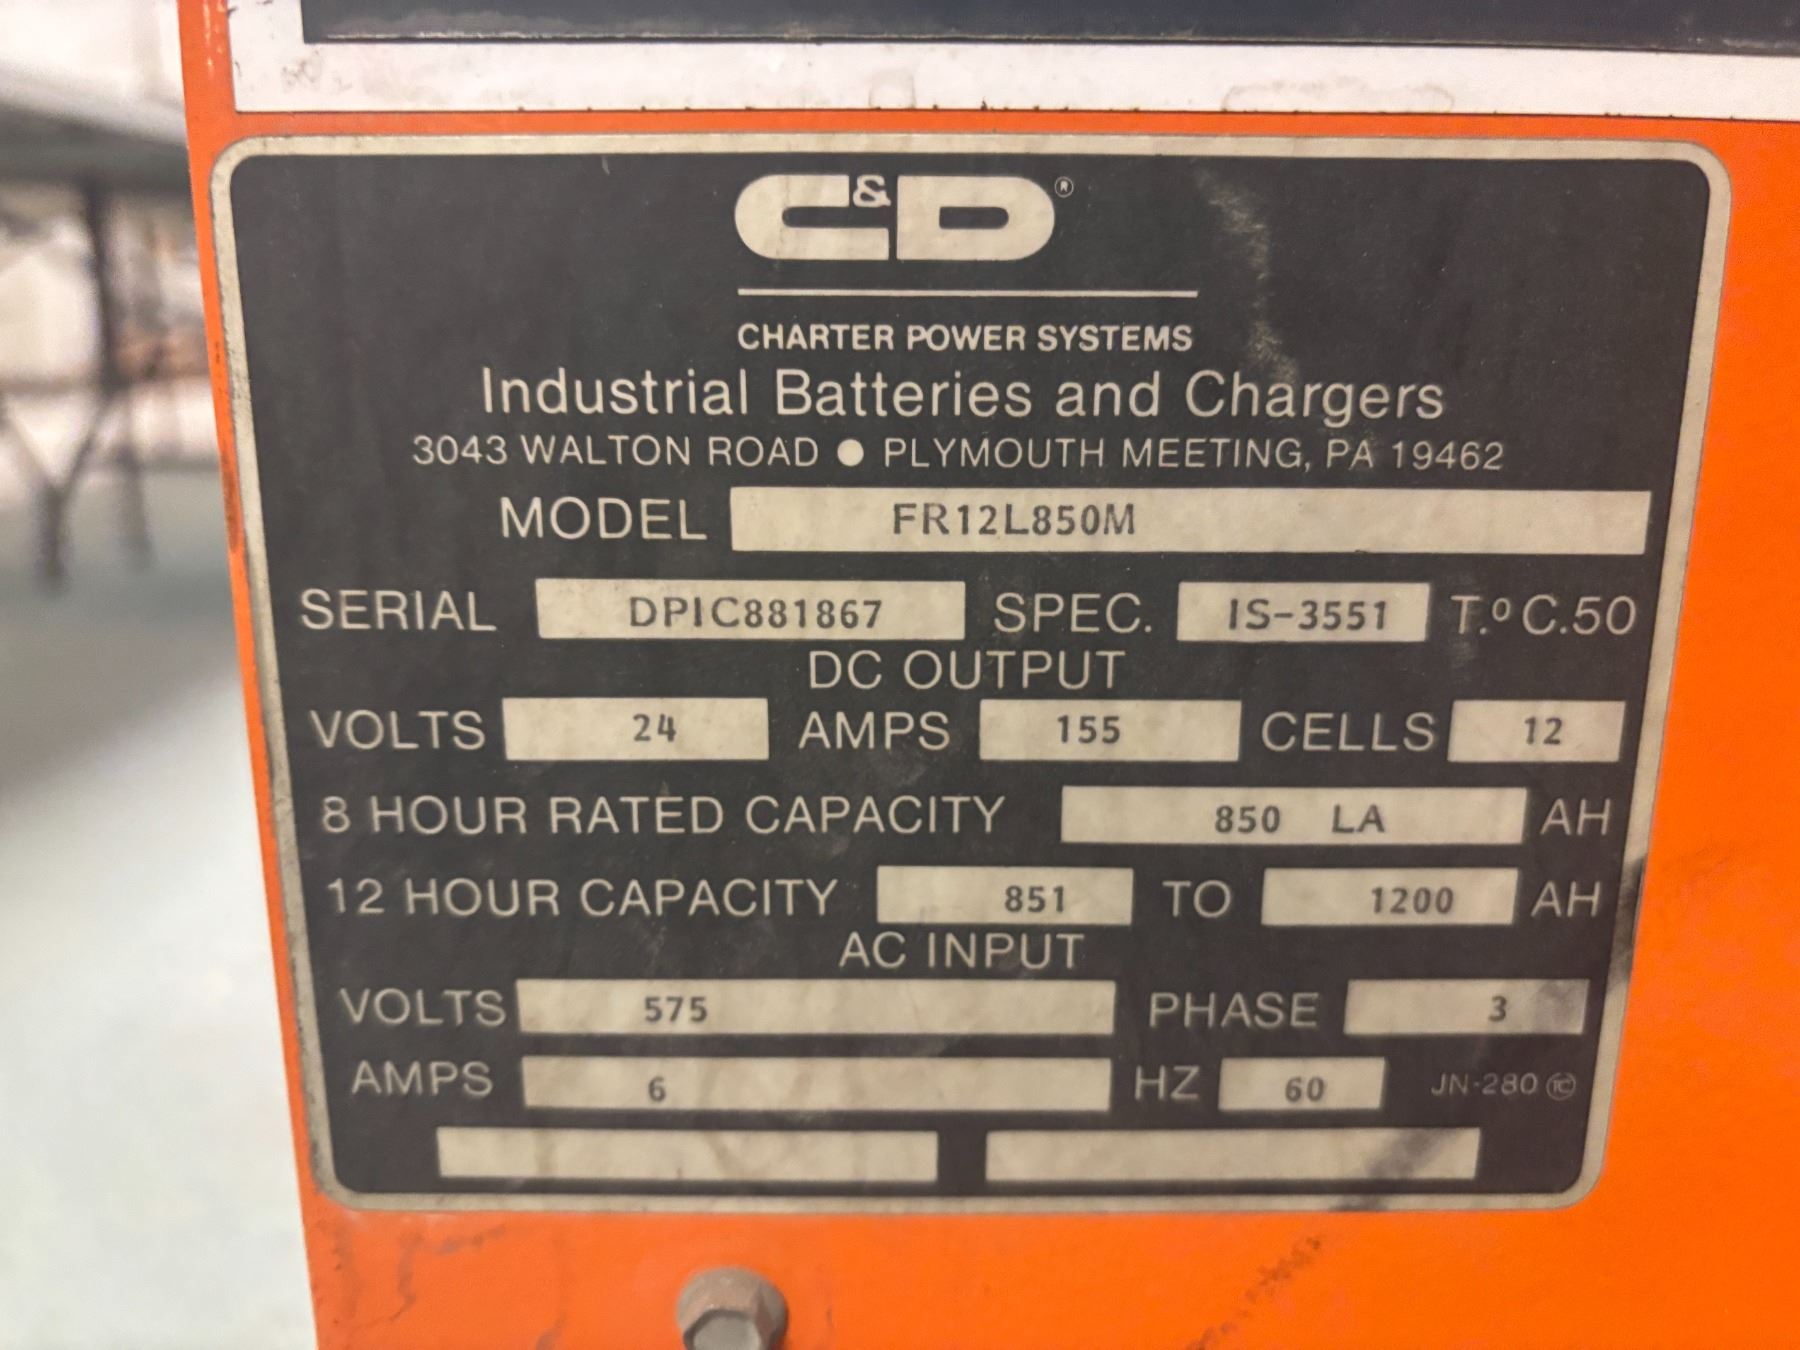 C&D®
CHARTER POWER SYSTEMS
Industrial Batteries and Chargers
3043 WALTON ROAD ● PLYMOUTH MEETING, PA 19462
MODEL FR12L850M
SERIAL DPIC881867 SPEC. IS-3551 T.º C.50
DC OUTPUT
VOLTS 24 AMPS 155 CELLS 12
8 HOUR RATED CAPACITY 850 LA AH
12 HOUR CAPACITY 851 TO 1200 AH
AC INPUT
VOLTS 575 PHASE 3
AMPS 6 HZ 60 JN-280